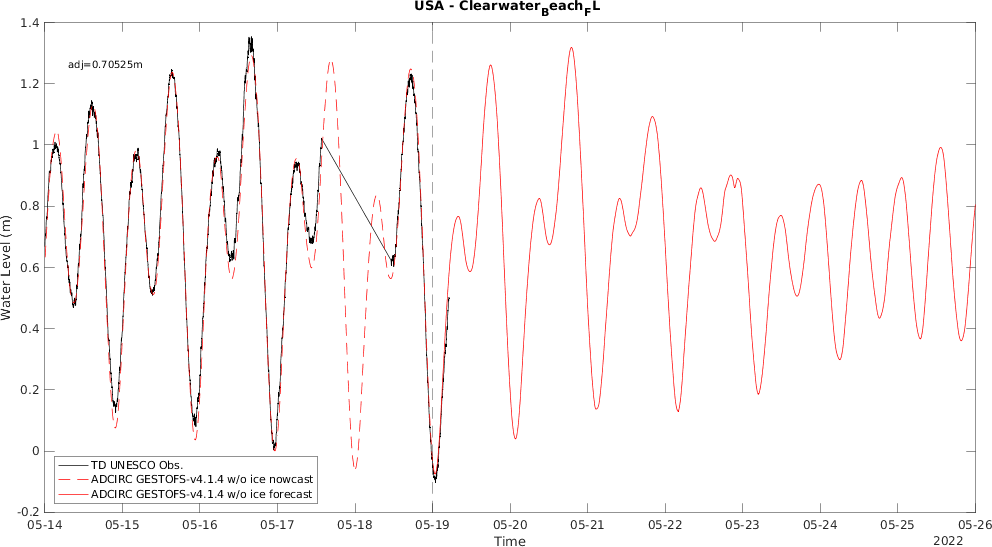 USA - Clearwater_Beach_FL
adj=0.70525m
1.4
1.2
1
0.8
0.6
0.4
0.2
0
-0.2
Water Level (m)
TD UNESCO Obs.
ADCIRC GESTOFS-v4.1.4 w/o ice nowcast
ADCIRC GESTOFS-v4.1.4 w/o ice forecast
05-14 05-15 05-16 05-17 05-18 05-19 05-20 05-21 05-22 05-23 05-24 05-25 05-26
Time
2022